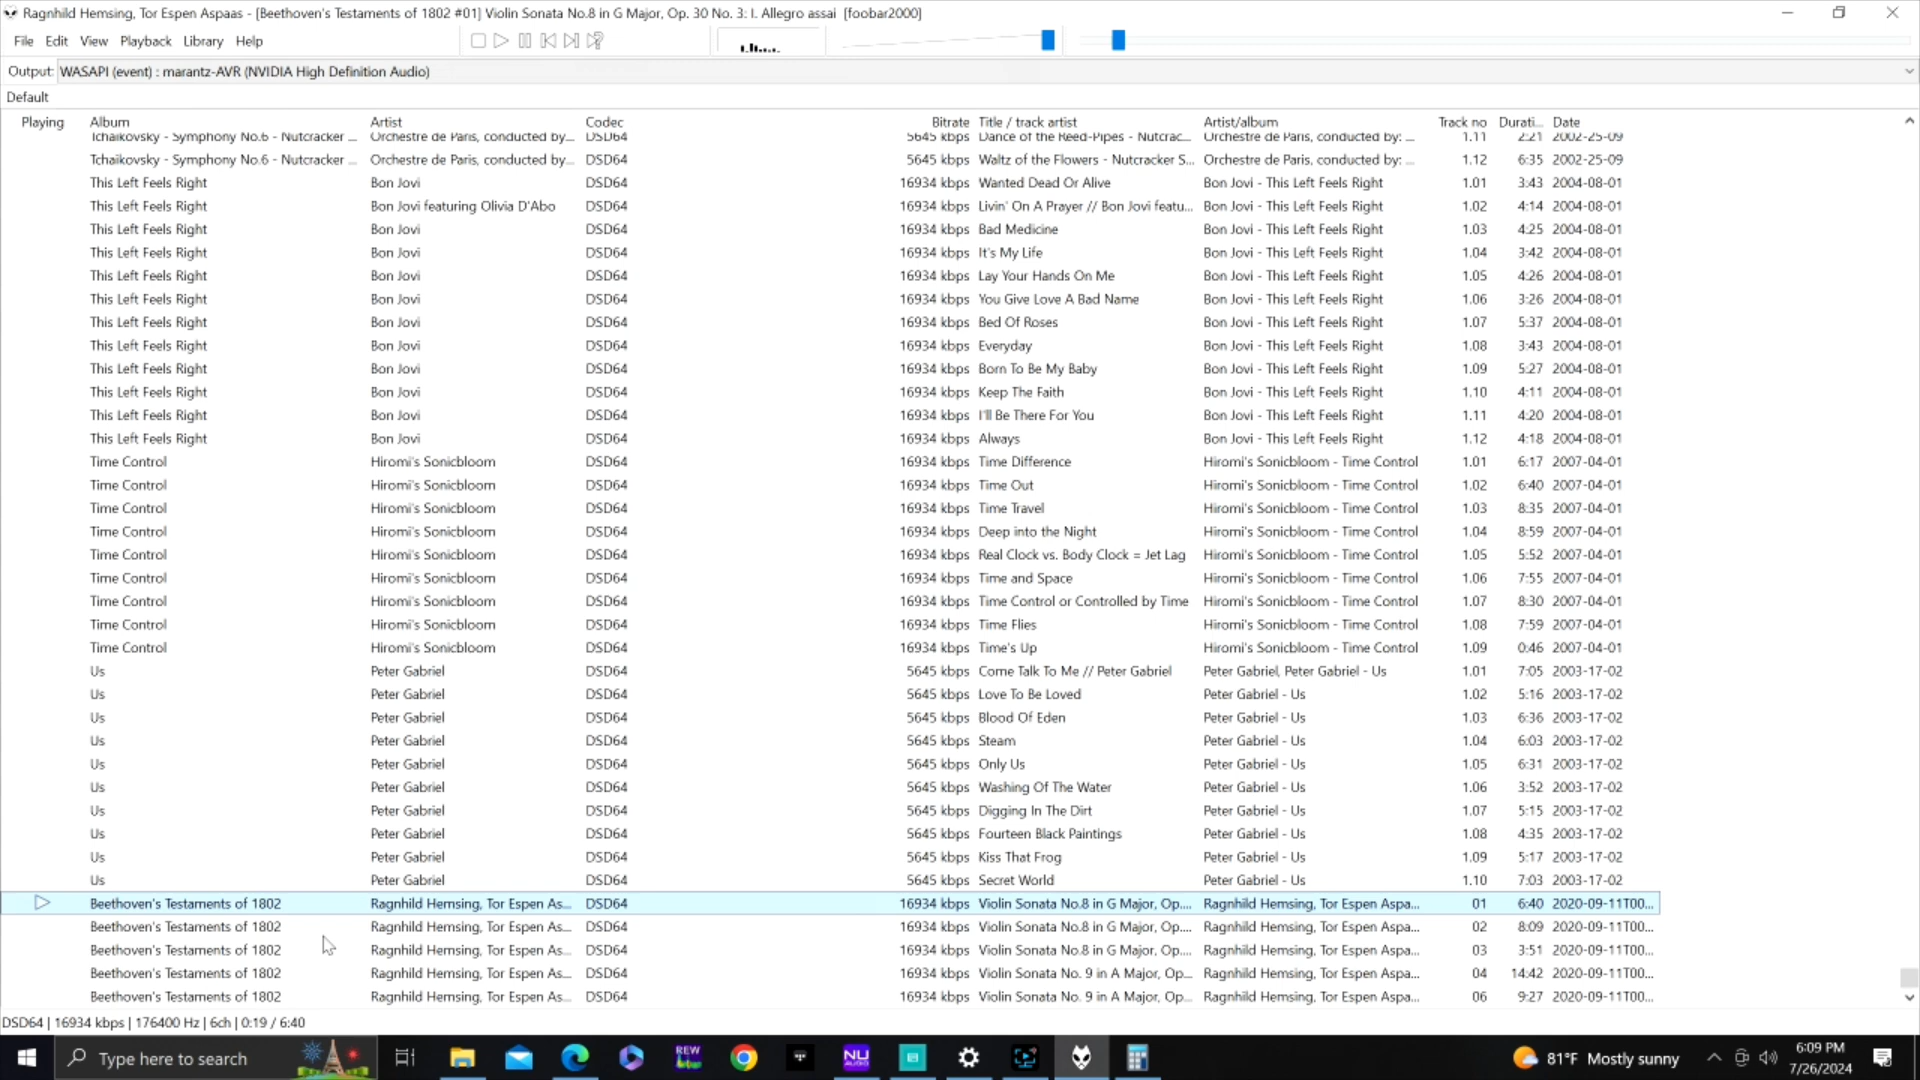 Ragnhild Hemsing, Tor Espen Aspaas - [Beethoven's Testaments of 1802 #01] Violin Sonata No.8 in G Major, Op. 30 No. 3: I. Allegro assai [foobar2000]
File Edit View Playback Library Help
Output: WASAPI (event) : marantz-AVR (NVIDIA High Definition Audio)
Default
Playing Album Artist Codec Bitrate Title / track artist Artist/album Track no Durati... Date
Tchaikovsky - Symphony No.6 - Nutcracker ... Orchestre de Paris, conducted by... DSD64 5645 kbps Dance of the Reed-Pipes - Nutcrac... Orchestre de Paris, conducted by: ... 1.11 2:21 2002-25-09
Tchaikovsky - Symphony No.6 - Nutcracker ... Orchestre de Paris, conducted by... DSD64 5645 kbps Waltz of the Flowers - Nutcracker S... Orchestre de Paris, conducted by: ... 1.12 6:35 2002-25-09
This Left Feels Right Bon Jovi DSD64 16934 kbps Wanted Dead Or Alive Bon Jovi - This Left Feels Right 1.01 3:43 2004-08-01
This Left Feels Right Bon Jovi featuring Olivia D'Abo DSD64 16934 kbps Livin' On A Prayer // Bon Jovi featu... Bon Jovi - This Left Feels Right 1.02 4:14 2004-08-01
This Left Feels Right Bon Jovi DSD64 16934 kbps Bad Medicine Bon Jovi - This Left Feels Right 1.03 4:25 2004-08-01
This Left Feels Right Bon Jovi DSD64 16934 kbps It's My Life Bon Jovi - This Left Feels Right 1.04 3:42 2004-08-01
This Left Feels Right Bon Jovi DSD64 16934 kbps Lay Your Hands On Me Bon Jovi - This Left Feels Right 1.05 4:26 2004-08-01
This Left Feels Right Bon Jovi DSD64 16934 kbps You Give Love A Bad Name Bon Jovi - This Left Feels Right 1.06 3:26 2004-08-01
This Left Feels Right Bon Jovi DSD64 16934 kbps Bed Of Roses Bon Jovi - This Left Feels Right 1.07 5:37 2004-08-01
This Left Feels Right Bon Jovi DSD64 16934 kbps Everyday Bon Jovi - This Left Feels Right 1.08 3:43 2004-08-01
This Left Feels Right Bon Jovi DSD64 16934 kbps Born To Be My Baby Bon Jovi - This Left Feels Right 1.09 5:27 2004-08-01
This Left Feels Right Bon Jovi DSD64 16934 kbps Keep The Faith Bon Jovi - This Left Feels Right 1.10 4:11 2004-08-01
This Left Feels Right Bon Jovi DSD64 16934 kbps I'll Be There For You Bon Jovi - This Left Feels Right 1.11 4:20 2004-08-01
This Left Feels Right Bon Jovi DSD64 16934 kbps Always Bon Jovi - This Left Feels Right 1.12 4:18 2004-08-01
Time Control Hiromi's Sonicbloom DSD64 16934 kbps Time Difference Hiromi's Sonicbloom - Time Control 1.01 6:17 2007-04-01
Time Control Hiromi's Sonicbloom DSD64 16934 kbps Time Out Hiromi's Sonicbloom - Time Control 1.02 6:40 2007-04-01
Time Control Hiromi's Sonicbloom DSD64 16934 kbps Time Travel Hiromi's Sonicbloom - Time Control 1.03 8:35 2007-04-01
Time Control Hiromi's Sonicbloom DSD64 16934 kbps Deep into the Night Hiromi's Sonicbloom - Time Control 1.04 8:59 2007-04-01
Time Control Hiromi's Sonicbloom DSD64 16934 kbps Real Clock vs. Body Clock = Jet Lag Hiromi's Sonicbloom - Time Control 1.05 5:52 2007-04-01
Time Control Hiromi's Sonicbloom DSD64 16934 kbps Time and Space Hiromi's Sonicbloom - Time Control 1.06 7:55 2007-04-01
Time Control Hiromi's Sonicbloom DSD64 16934 kbps Time Control or Controlled by Time Hiromi's Sonicbloom - Time Control 1.07 8:30 2007-04-01
Time Control Hiromi's Sonicbloom DSD64 16934 kbps Time Flies Hiromi's Sonicbloom - Time Control 1.08 7:59 2007-04-01
Time Control Hiromi's Sonicbloom DSD64 16934 kbps Time's Up Hiromi's Sonicbloom - Time Control 1.09 0:46 2007-04-01
Us Peter Gabriel DSD64 5645 kbps Come Talk To Me // Peter Gabriel Peter Gabriel, Peter Gabriel - Us 1.01 7:05 2003-17-02
Us Peter Gabriel DSD64 5645 kbps Love To Be Loved Peter Gabriel - Us 1.02 5:16 2003-17-02
Us Peter Gabriel DSD64 5645 kbps Blood Of Eden Peter Gabriel - Us 1.03 6:36 2003-17-02
Us Peter Gabriel DSD64 5645 kbps Steam Peter Gabriel - Us 1.04 6:03 2003-17-02
Us Peter Gabriel DSD64 5645 kbps Only Us Peter Gabriel - Us 1.05 6:31 2003-17-02
Us Peter Gabriel DSD64 5645 kbps Washing Of The Water Peter Gabriel - Us 1.06 3:52 2003-17-02
Us Peter Gabriel DSD64 5645 kbps Digging In The Dirt Peter Gabriel - Us 1.07 5:15 2003-17-02
Us Peter Gabriel DSD64 5645 kbps Fourteen Black Paintings Peter Gabriel - Us 1.08 4:35 2003-17-02
Us Peter Gabriel DSD64 5645 kbps Kiss That Frog Peter Gabriel - Us 1.09 5:17 2003-17-02
Us Peter Gabriel DSD64 5645 kbps Secret World Peter Gabriel - Us 1.10 7:03 2003-17-02
Beethoven's Testaments of 1802 Ragnhild Hemsing, Tor Espen As... DSD64 16934 kbps Violin Sonata No.8 in G Major, Op.... Ragnhild Hemsing, Tor Espen Aspa... 01 6:40 2020-09-11T00...
Beethoven's Testaments of 1802 Ragnhild Hemsing, Tor Espen As... DSD64 16934 kbps Violin Sonata No.8 in G Major, Op.... Ragnhild Hemsing, Tor Espen Aspa... 02 8:09 2020-09-11T00...
Beethoven's Testaments of 1802 Ragnhild Hemsing, Tor Espen As... DSD64 16934 kbps Violin Sonata No.8 in G Major, Op.... Ragnhild Hemsing, Tor Espen Aspa... 03 3:51 2020-09-11T00...
Beethoven's Testaments of 1802 Ragnhild Hemsing, Tor Espen As... DSD64 16934 kbps Violin Sonata No. 9 in A Major, Op... Ragnhild Hemsing, Tor Espen Aspa... 04 14:42 2020-09-11T00...
Beethoven's Testaments of 1802 Ragnhild Hemsing, Tor Espen As... DSD64 16934 kbps Violin Sonata No. 9 in A Major, Op... Ragnhild Hemsing, Tor Espen Aspa... 06 9:27 2020-09-11T00...
DSD64 | 16934 kbps | 176400 Hz | 6ch | 0:19 / 6:40
Type here to search REW NU AUDIO 81°F Mostly sunny 6:09 PM
7/26/2024